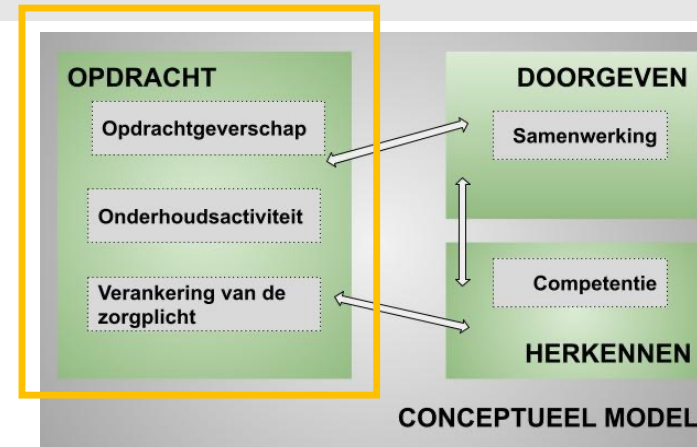 OPDRACHT
Opdrachtgeverschap
Onderhoudsactiviteit
Verankering van de
zorgplicht
DOORGEVEN
Samenwerking
Competentie
HERKENNEN
CONCEPTUEEL MODEL